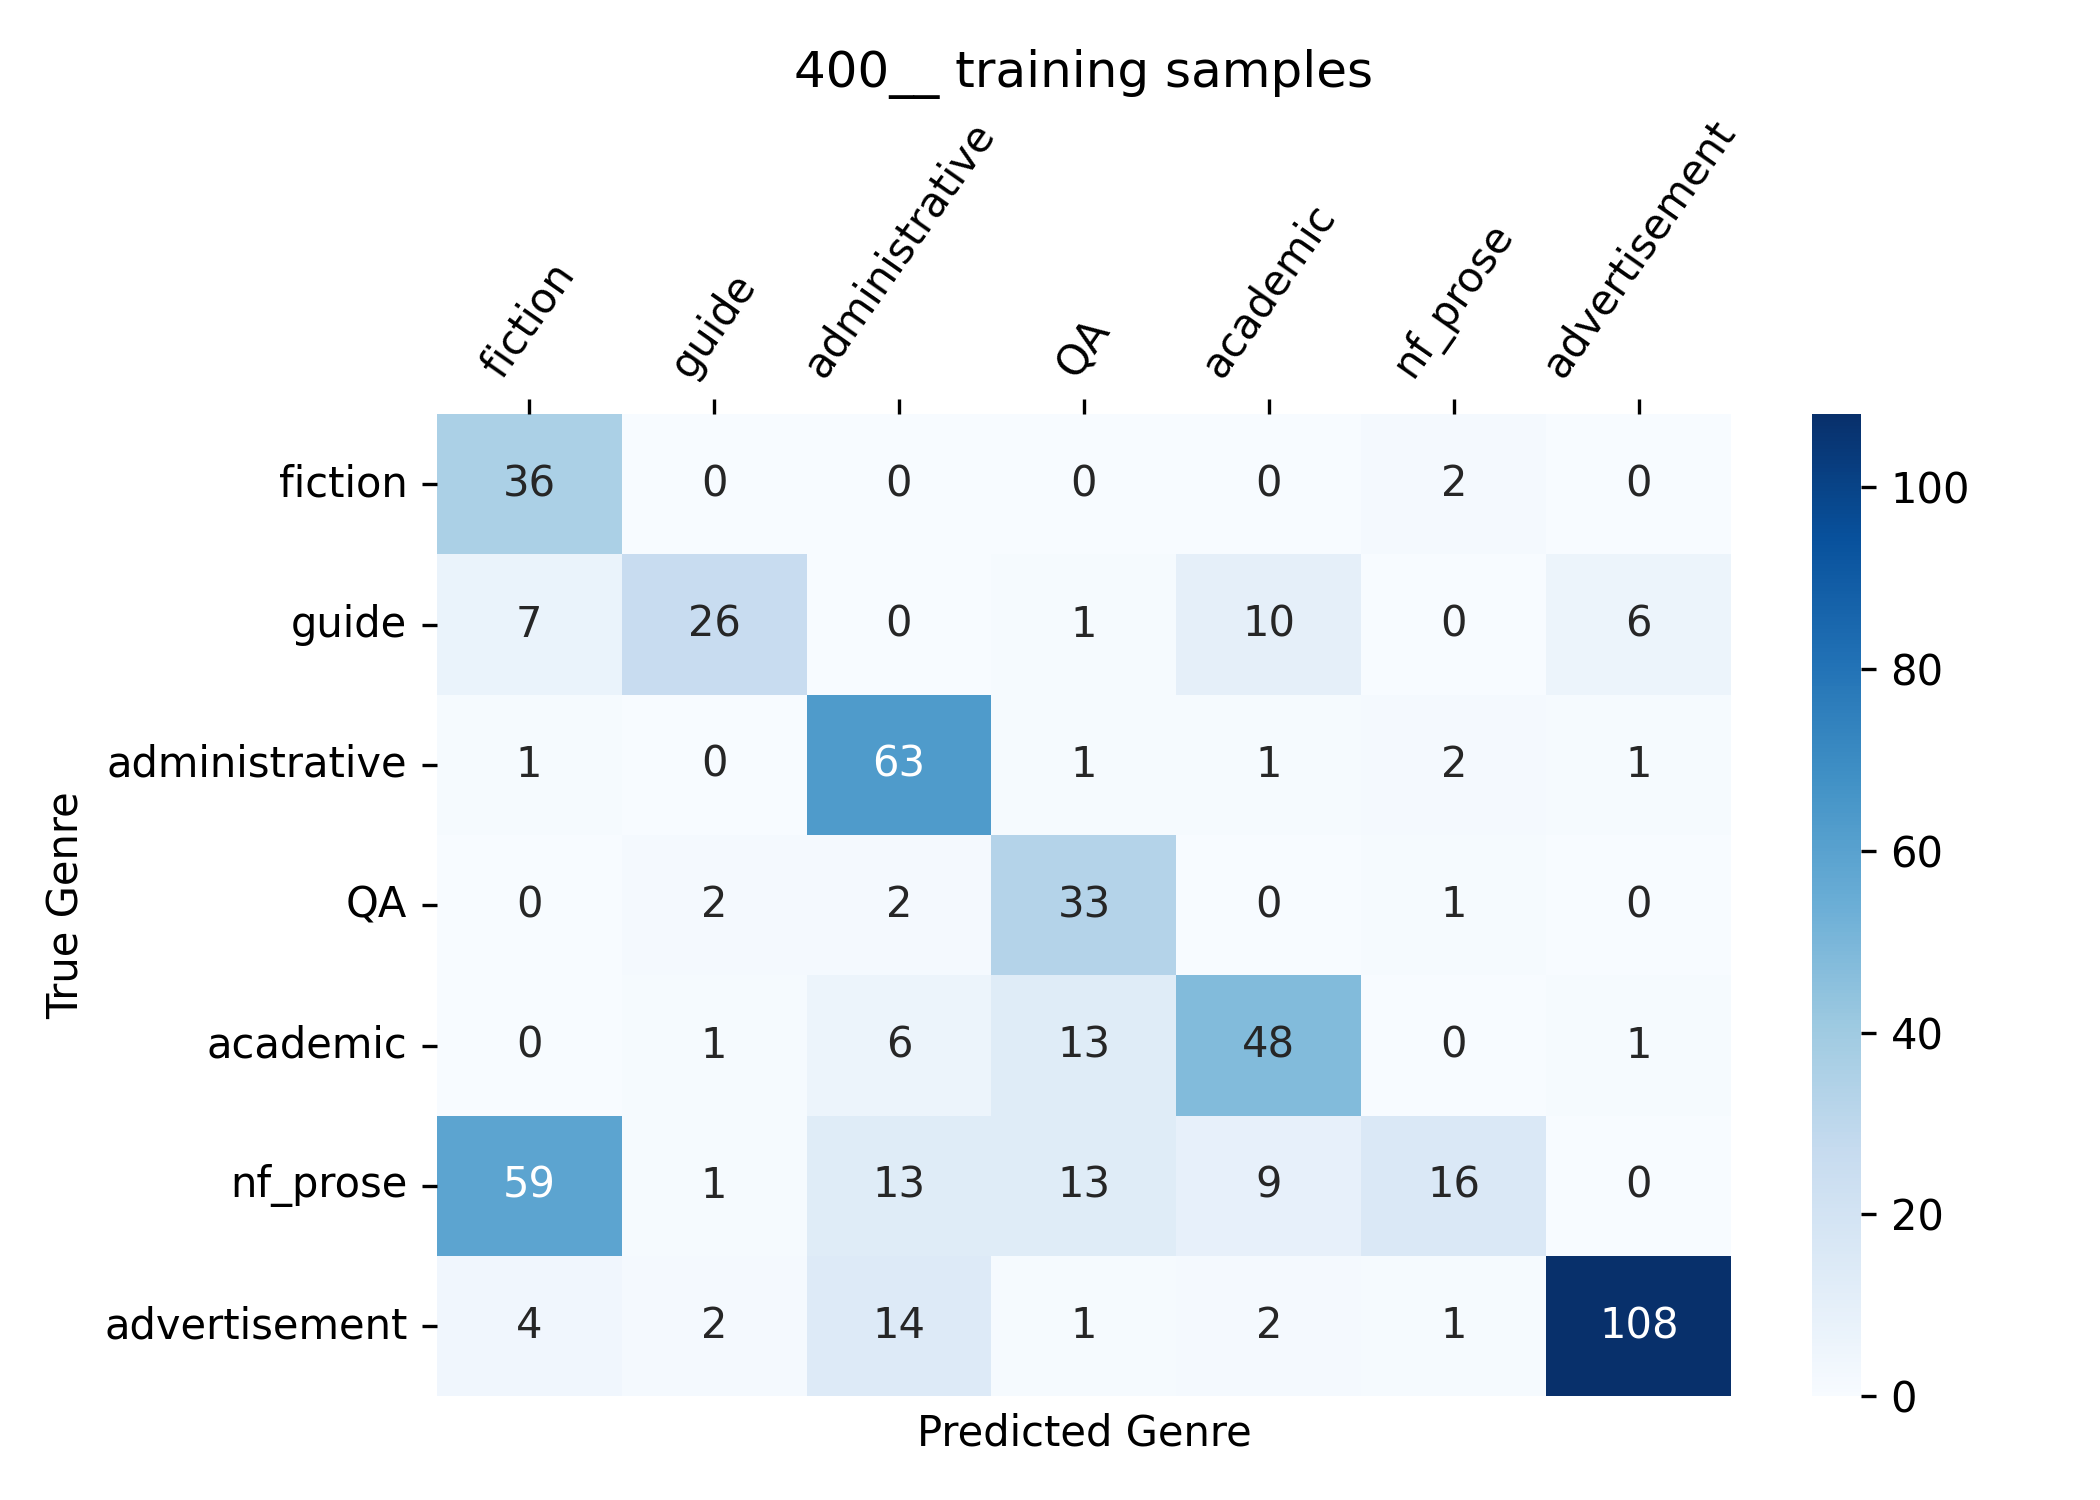 400__ training samples
fiction guide administrative QA academic nf_prose advertisement
fiction 36 0 0 0 0 2 0
guide 7 26 0 1 10 0 6
administrative 1 0 63 1 1 2 1
QA 0 2 2 33 0 1 0
academic 0 1 6 13 48 0 1
nf_prose 59 1 13 13 9 16 0
advertisement 4 2 14 1 2 1 108
True Genre
Predicted Genre
100
80
60
40
20
0